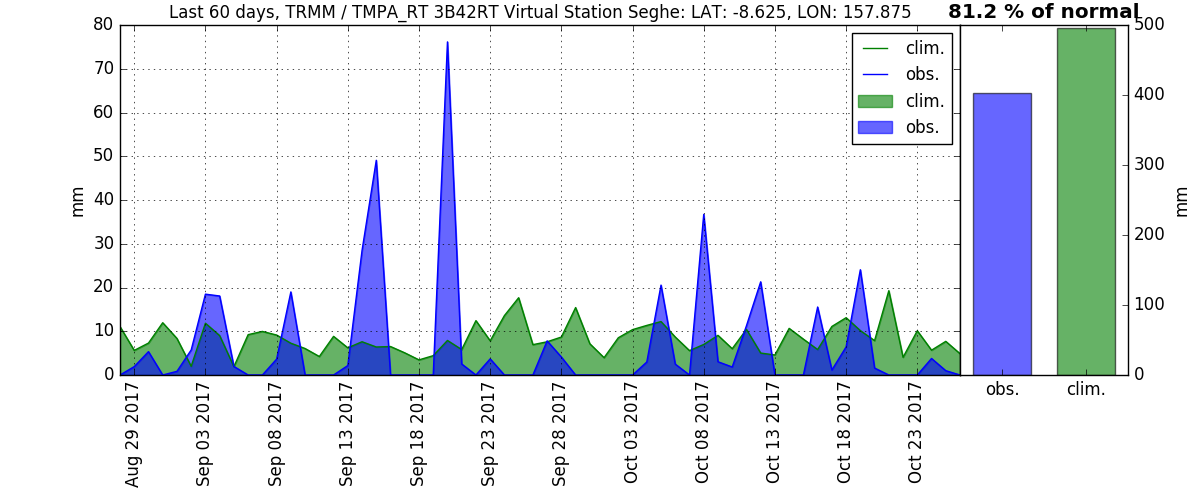 Last 60 days, TRMM / TMPA_RT 3B42RT Virtual Station Seghe: LAT: -8.625, LON: 157.875
81.2 % of normal
80
70
60
50
40
30
20
10
0
mm
clim.
obs.
clim.
obs.
Aug 29 2017
Sep 03 2017
Sep 08 2017
Sep 13 2017
Sep 18 2017
Sep 23 2017
Sep 28 2017
Oct 03 2017
Oct 08 2017
Oct 13 2017
Oct 18 2017
Oct 23 2017
500
400
300
200
100
0
mm
obs.
clim.